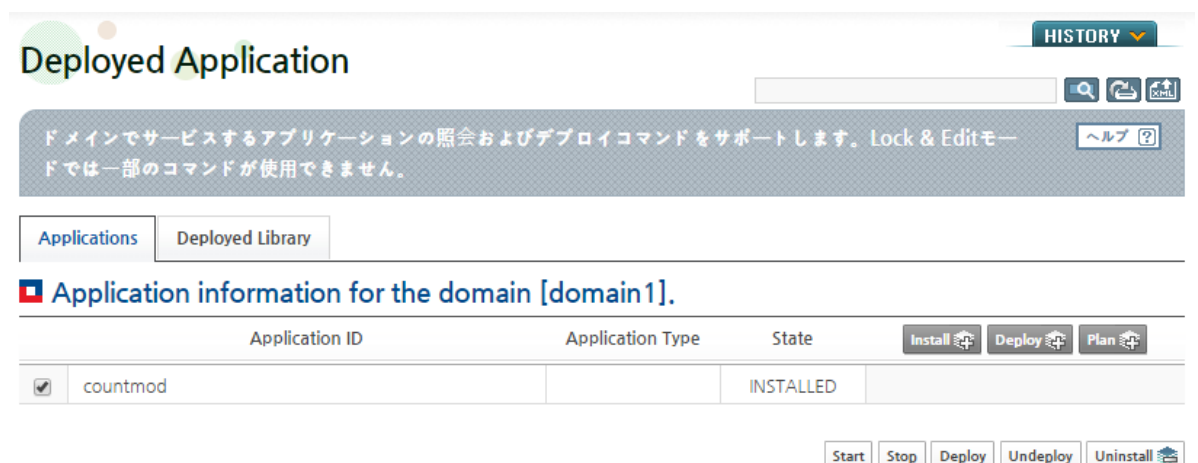 HISTORY
Deployed Application
XML
ドメインでサービスするアプリケーションの照会およびデプロイコマンドをサポートします。Lock & Editモー
ドでは一部のコマンドが使用できません。
ヘルプ ?
Applications Deployed Library
Application information for the domain [domain1].
Application ID Application Type State Install Deploy Plan
countmod INSTALLED
Start Stop Deploy Undeploy Uninstall